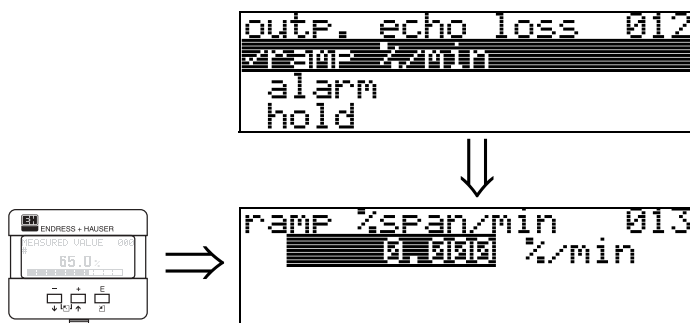 outp. echo loss 012
✓ramp %/min
alarm
hold
EH
ENDRESS + HAUSER
MEASURED VALUE 000
#
65.0 %
- + E
ramp %span/min 013
0.000 %/min